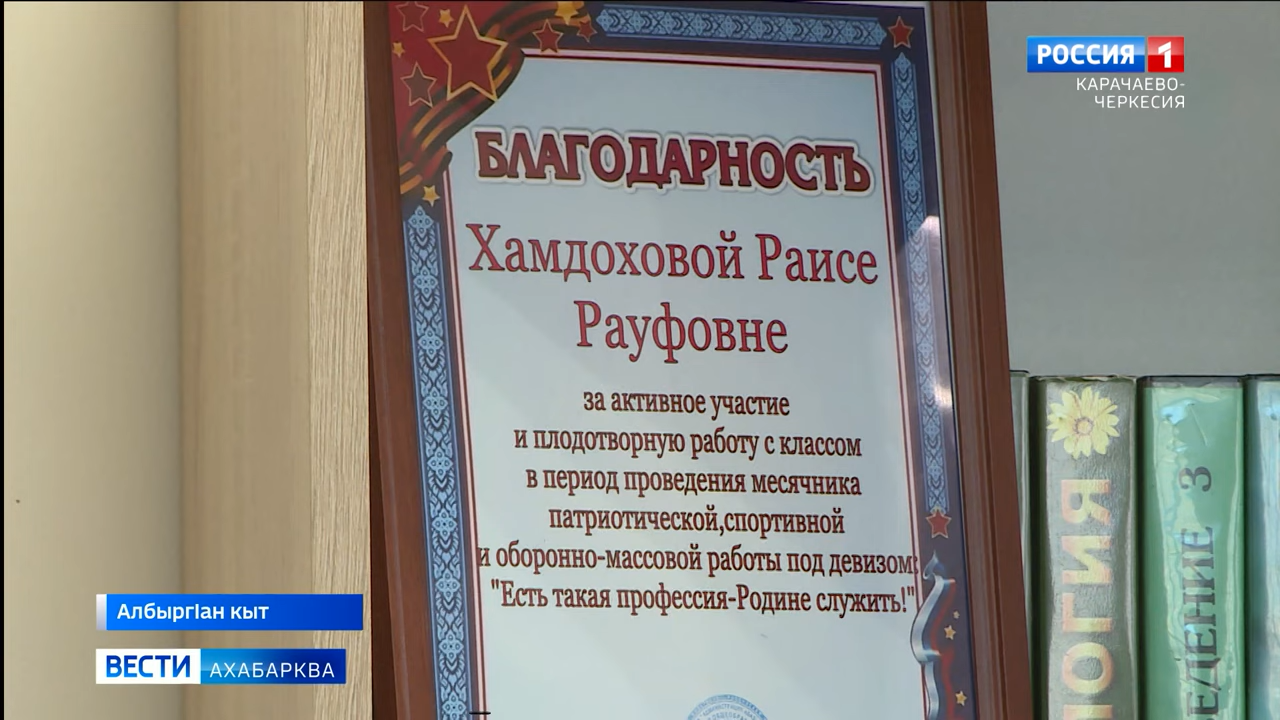 РОССИЯ 1
КАРАЧАЕВО-
ЧЕРКЕСИЯ
БЛАГОДАРНОСТЬ
Хамдоховой Раисе
Рауфовне
за активное участие
и плодотворную работу с классом
в период проведения месячника
патриотической,спортивной
и оборонно-массовой работы под девизом:
"Есть такая профессия-Родине служить!"
Албыргӏан кыт
ВЕСТИ АХАБАРКВА